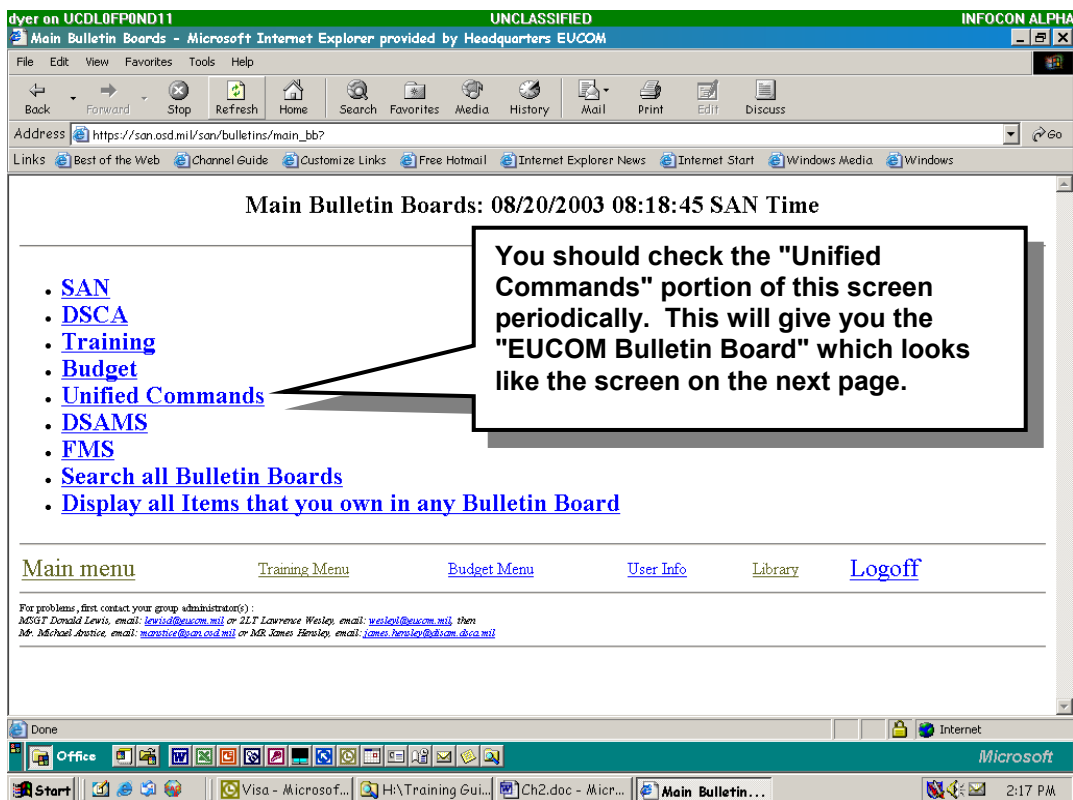 dyer on UCDL0FP0ND11 UNCLASSIFIED INFOCON ALPHA
Main Bulletin Boards - Microsoft Internet Explorer provided by Headquarters EUCOM
File Edit View Favorites Tools Help
Back Forward Stop Refresh Home Search Favorites Media History Mail Print Edit Discuss
Address https://san.osd.mil/san/bulletins/main_bb? Go
Links Best of the Web Channel Guide Customize Links Free Hotmail Internet Explorer News Internet Start Windows Media Windows
Main Bulletin Boards: 08/20/2003 08:18:45 SAN Time
You should check the "Unified
Commands" portion of this screen
periodically. This will give you the
"EUCOM Bulletin Board" which looks
like the screen on the next page.
• SAN
• DSCA
• Training
• Budget
• Unified Commands
• DSAMS
• FMS
• Search all Bulletin Boards
• Display all Items that you own in any Bulletin Board
Main menu Training Menu Budget Menu User Info Library Logoff
For problems, first contact your group administrator(s) :
MSGT Donald Lewis, email: lewisd@eucom.mil or 2LT Lawrence Wesley, email: wesleyl@eucom.mil, then
Mr. Michael Anstice, email: manstice@san.osd.mil or MR James Hensley, email: james.hensley@disam.dsca.mil
Done Internet
Office Microsoft
Start Visa - Microsof... H:\Training Gui... Ch2.doc - Micr... Main Bulletin... 2:17 PM